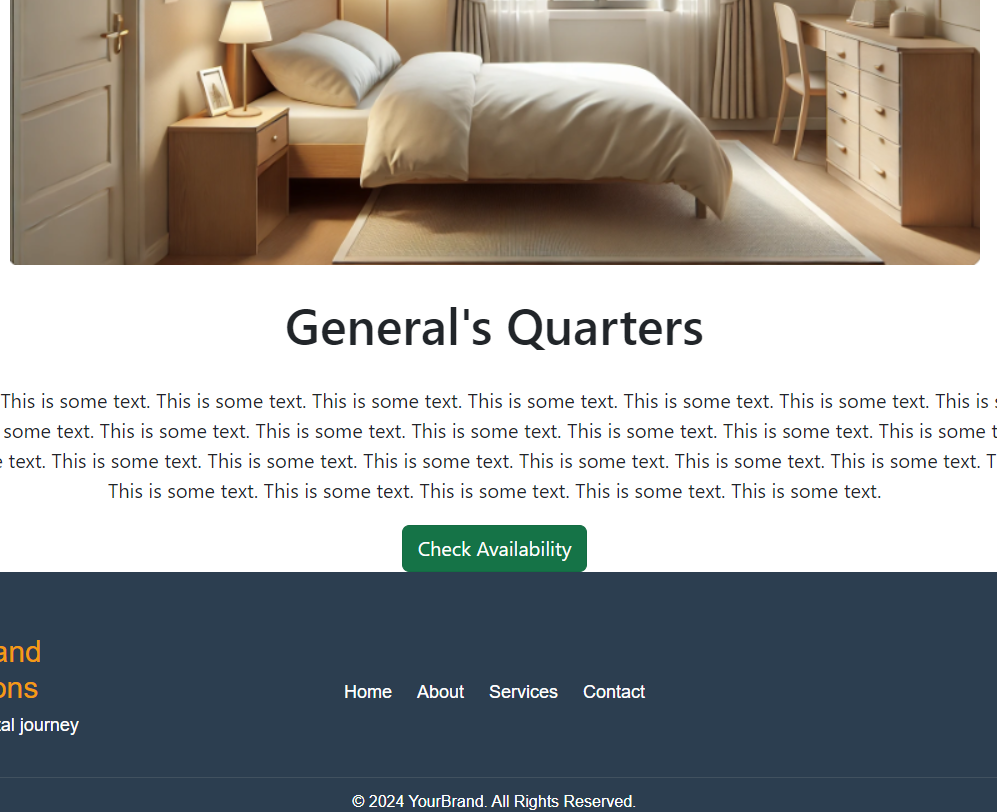 General's Quarters
This is some text. This is some text. This is some text. This is some text. This is some text. This is some text. This is
some text. This is some text. This is some text. This is some text. This is some text. This is some text. This is some
text. This is some text. This is some text. This is some text. This is some text. This is some text. This is some text.
This is some text. This is some text. This is some text. This is some text. This is some text.
Check Availability
Home About Services Contact
journey
© 2024 YourBrand. All Rights Reserved.